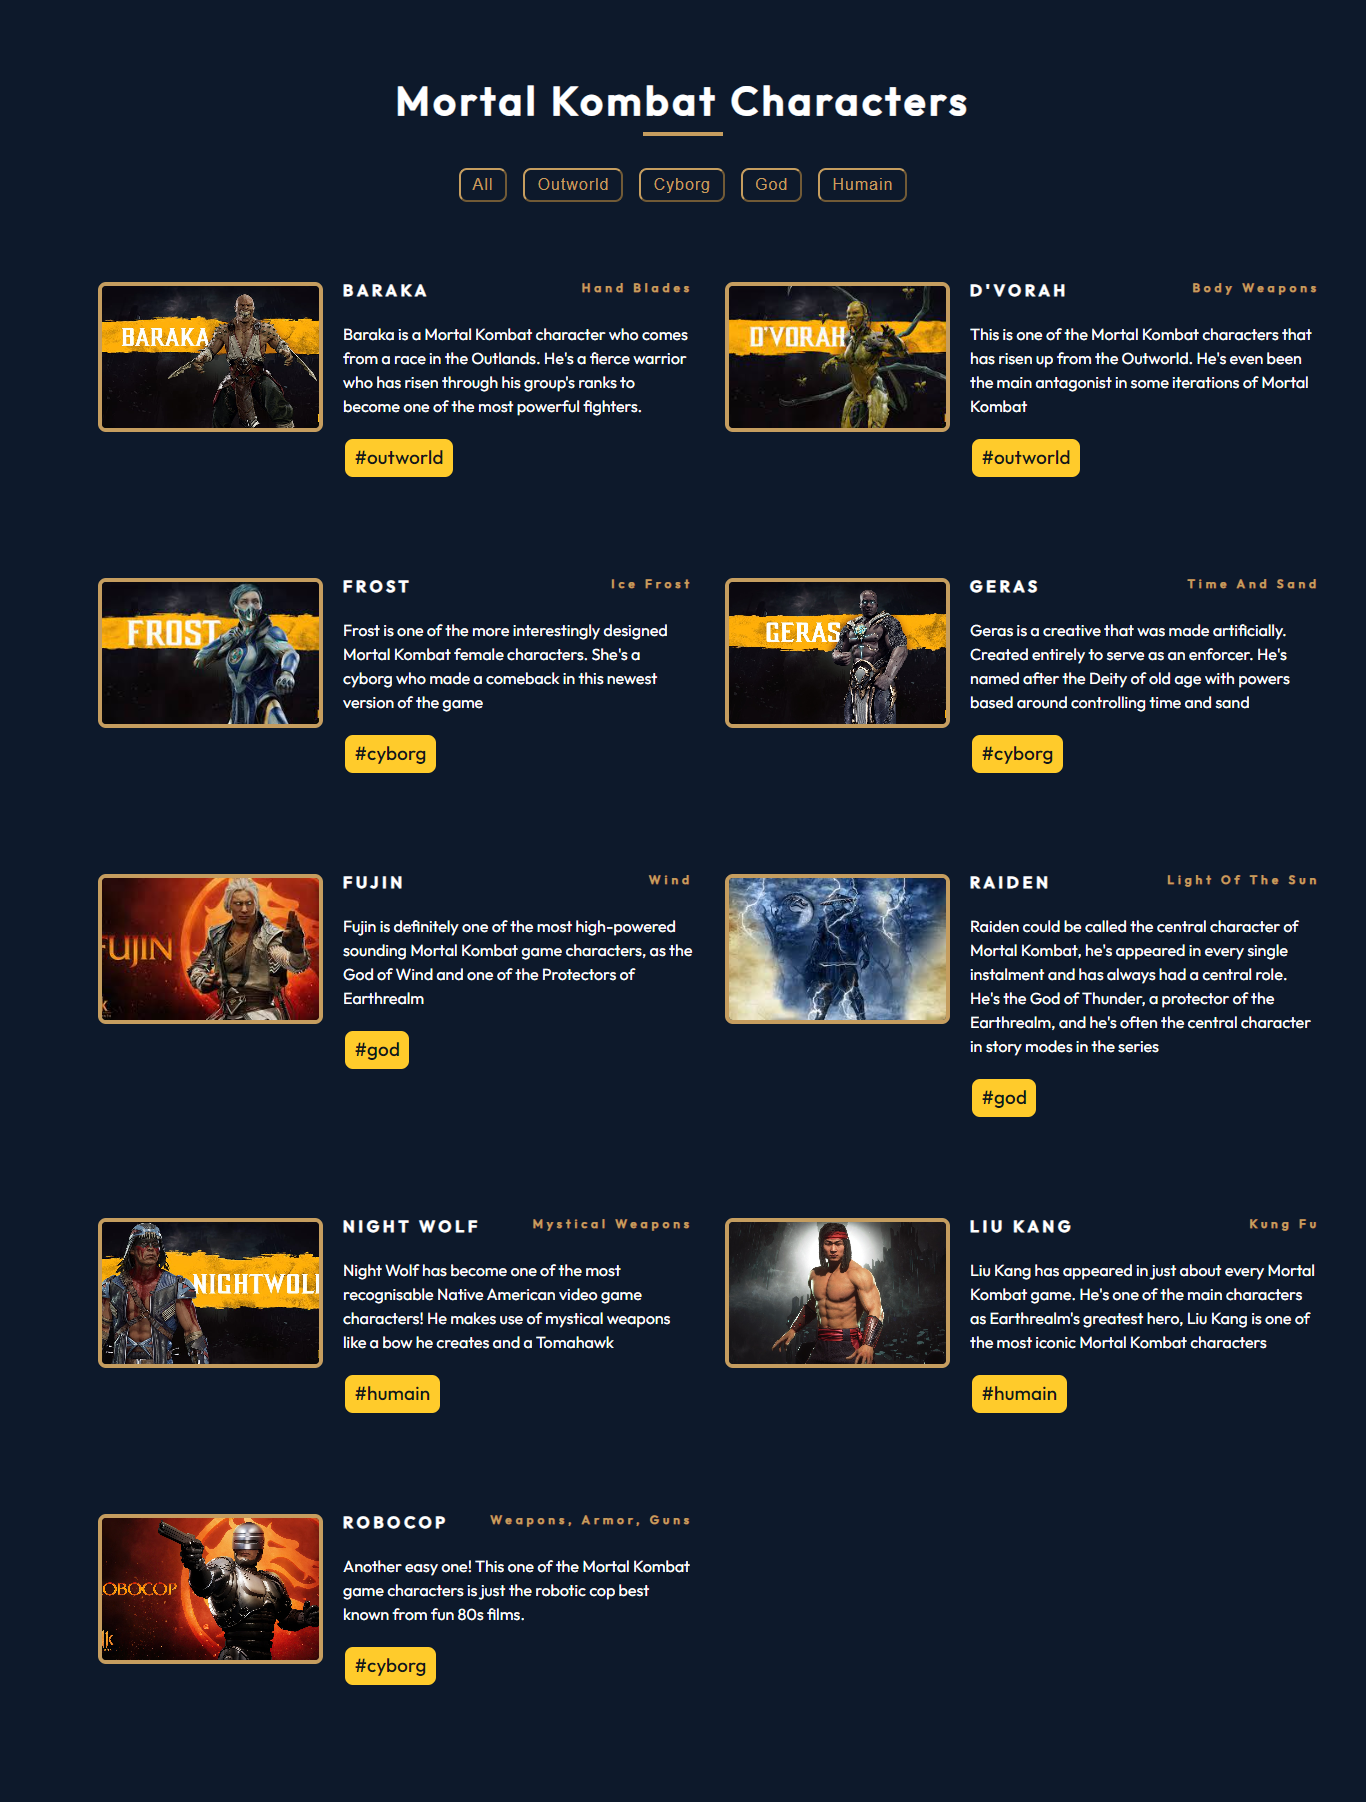 Mortal Kombat Characters
All Outworld Cyborg God Humain
BARAKA
BARAKA Hand Blades
Baraka is a Mortal Kombat character who comes
from a race in the Outlands. He's a fierce warrior
who has risen through his group's ranks to
become one of the most powerful fighters.
#outworld
D'VORAH
D'VORAH Body Weapons
This is one of the Mortal Kombat characters that
has risen up from the Outworld. He's even been
the main antagonist in some iterations of Mortal
Kombat
#outworld
FROST
FROST Ice Frost
Frost is one of the more interestingly designed
Mortal Kombat female characters. She's a
cyborg who made a comeback in this newest
version of the game
#cyborg
GERAS
GERAS Time And Sand
Geras is a creative that was made artificially.
Created entirely to serve as an enforcer. He's
named after the Deity of old age with powers
based around controlling time and sand
#cyborg
FUJIN
FUJIN Wind
Fujin is definitely one of the most high-powered
sounding Mortal Kombat game characters, as the
God of Wind and one of the Protectors of
Earthrealm
#god
RAIDEN Light Of The Sun
Raiden could be called the central character of
Mortal Kombat, he's appeared in every single
instalment and has always had a central role.
He's the God of Thunder, a protector of the
Earthrealm, and he's often the central character
in story modes in the series
#god
NIGHTWOL
NIGHT WOLF Mystical Weapons
Night Wolf has become one of the most
recognisable Native American video game
characters! He makes use of mystical weapons
like a bow he creates and a Tomahawk
#humain
LIU KANG Kung Fu
Liu Kang has appeared in just about every Mortal
Kombat game. He's one of the main characters
as Earthrealm's greatest hero, Liu Kang is one of
the most iconic Mortal Kombat characters
#humain
OBOCOP
ROBOCOP Weapons, Armor, Guns
Another easy one! This one of the Mortal Kombat
game characters is just the robotic cop best
known from fun 80s films.
#cyborg